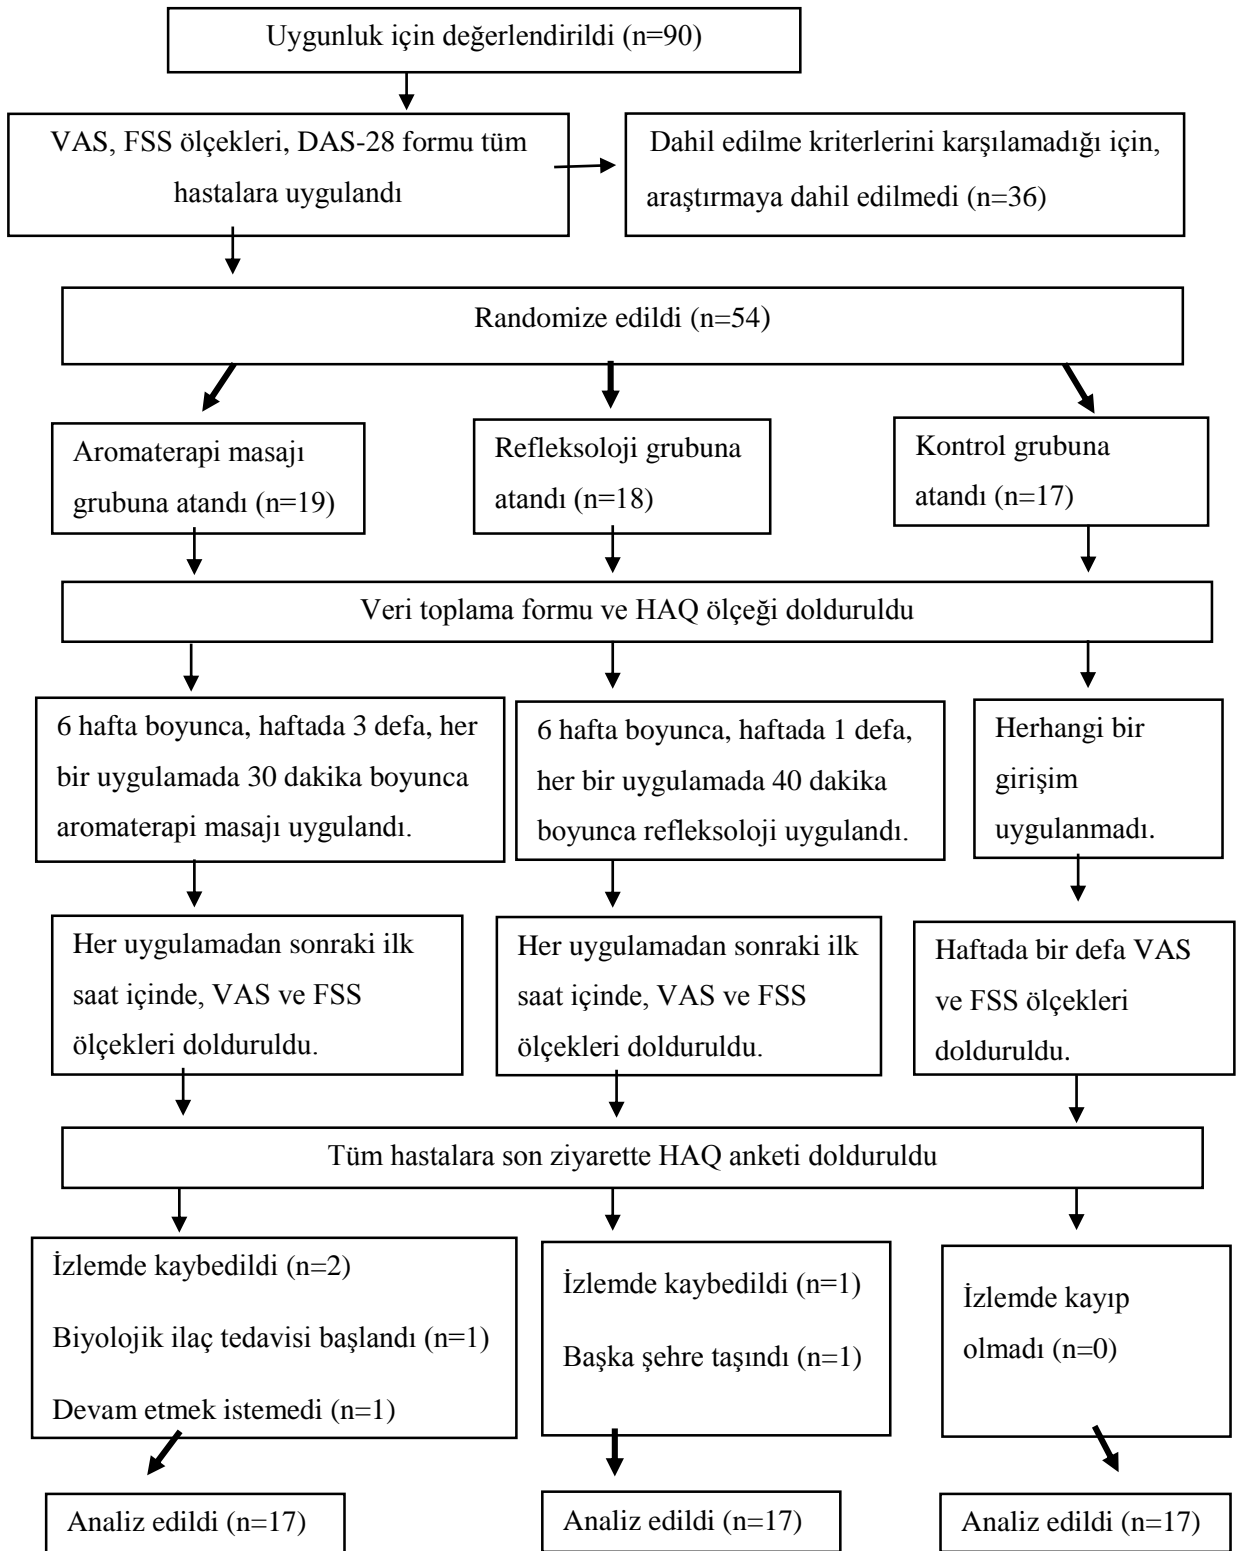 Uygunluk için değerlendirildi (n=90)
VAS, FSS ölçekleri, DAS-28 formu tüm
hastalara uygulandı
Dahil edilme kriterlerini karşılamadığı için,
araştırmaya dahil edilmedi (n=36)
Randomize edildi (n=54)
Aromaterapi masajı
grubuna atandı (n=19)
Refleksoloji grubuna
atandı (n=18)
Kontrol grubuna
atandı (n=17)
Veri toplama formu ve HAQ ölçeği dolduruldu
6 hafta boyunca, haftada 3 defa, her
bir uygulamada 30 dakika boyunca
aromaterapi masajı uygulandı.
6 hafta boyunca, haftada 1 defa,
her bir uygulamada 40 dakika
boyunca refleksoloji uygulandı.
Herhangi bir
girişim
uygulanmadı.
Her uygulamadan sonraki ilk
saat içinde, VAS ve FSS
ölçekleri dolduruldu.
Her uygulamadan sonraki ilk
saat içinde, VAS ve FSS
ölçekleri dolduruldu.
Haftada bir defa VAS
ve FSS ölçekleri
dolduruldu.
Tüm hastalara son ziyarette HAQ anketi dolduruldu
İzlemde kaybedildi (n=2)
Biyolojik ilaç tedavisi başlandı (n=1)
Devam etmek istemedi (n=1)
İzlemde kaybedildi (n=1)
Başka şehre taşındı (n=1)
İzlemde kayıp
olmadı (n=0)
Analiz edildi (n=17)
Analiz edildi (n=17)
Analiz edildi (n=17)